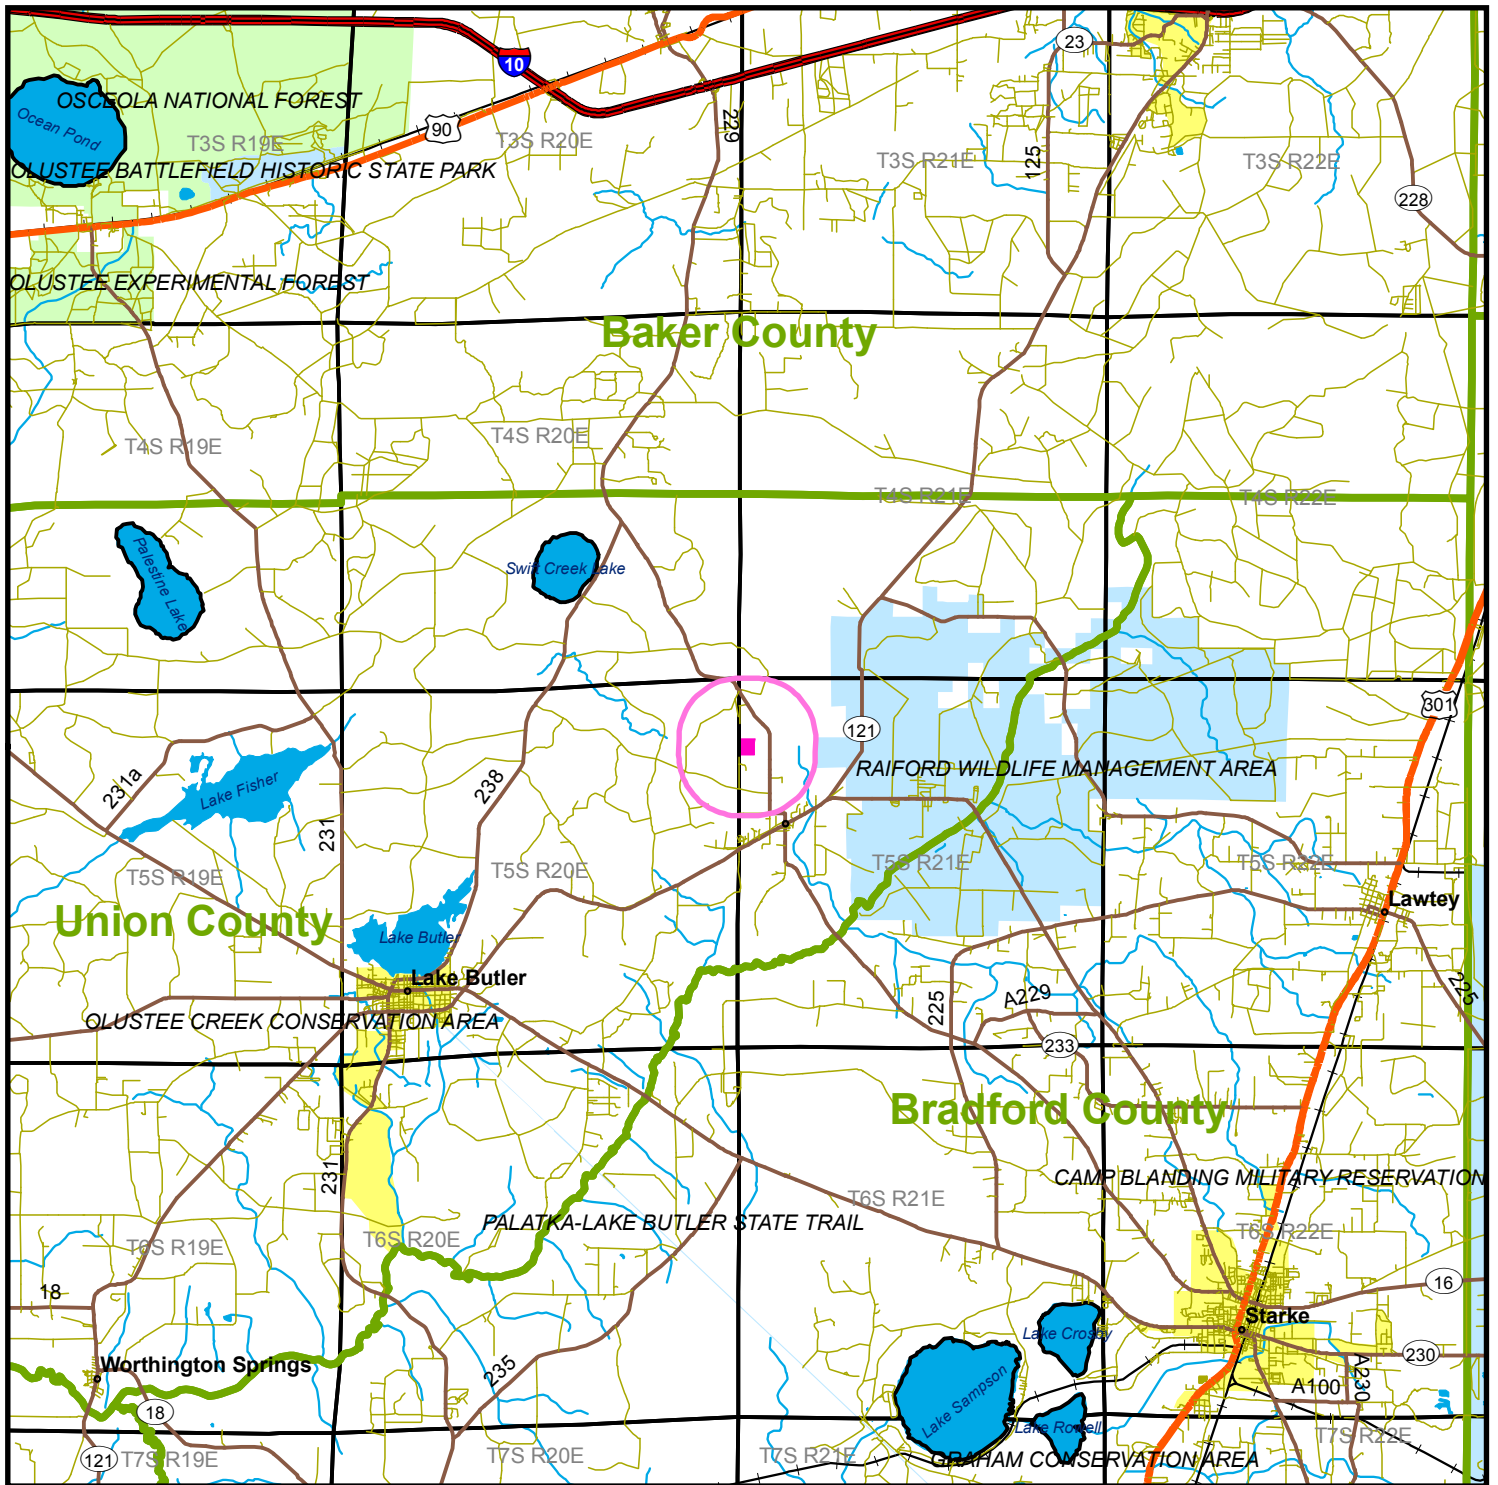 10
23
OSCEOLA NATIONAL FOREST
Ocean Pond
90
229
T3S R19E
T3S R20E
T3S R21E
125
T3S R22E
OLUSTEE BATTLEFIELD HISTORIC STATE PARK
228
OLUSTEE EXPERIMENTAL FOREST
Baker County
T4S R19E
T4S R20E
T4S R21E
T4S R22E
Palestine Lake
Swift Creek Lake
301
121
RAIFORD WILDLIFE MANAGEMENT AREA
231a
Lake Fisher
238
231
T5S R19E
T5S R20E
T5S R21E
T5S R22E
Lawtey
Union County
Lake Butler
Lake Butler
225
A229
225
OLUSTEE CREEK CONSERVATION AREA
233
Bradford County
231
CAMP BLANDING MILITARY RESERVATION
T6S R21E
PALATKA-LAKE BUTLER STATE TRAIL
T6S R19E
T6S R20E
T6S R22E
18
16
Starke
Lake Crosby
Worthington Springs
235
230
A230
A100
Lake Sampson
18
Lake Rowell
121
T7S R19E
T7S R20E
T7S R21E
GRAHAM CONSERVATION AREA
T7S R22E